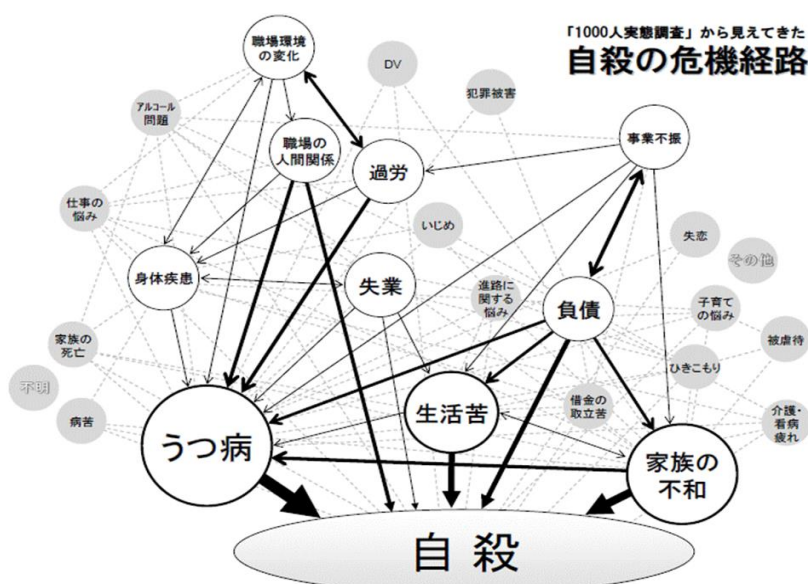 「1000人実態調査」から見えてきた
自殺の危機経路
職場環境
の変化
DV
犯罪被害
アルコール
問題
職場の
人間関係
過労
事業不振
仕事の
悩み
いじめ
失恋
その他
身体疾患
失業
進路に
関する
悩み
負債
子育て
の悩み
家族の
死亡
ひきこもり
被虐待
不明
病苦
うつ病
生活苦
借金の
取立苦
介護・
看病
疲れ
家族の
不和
自殺